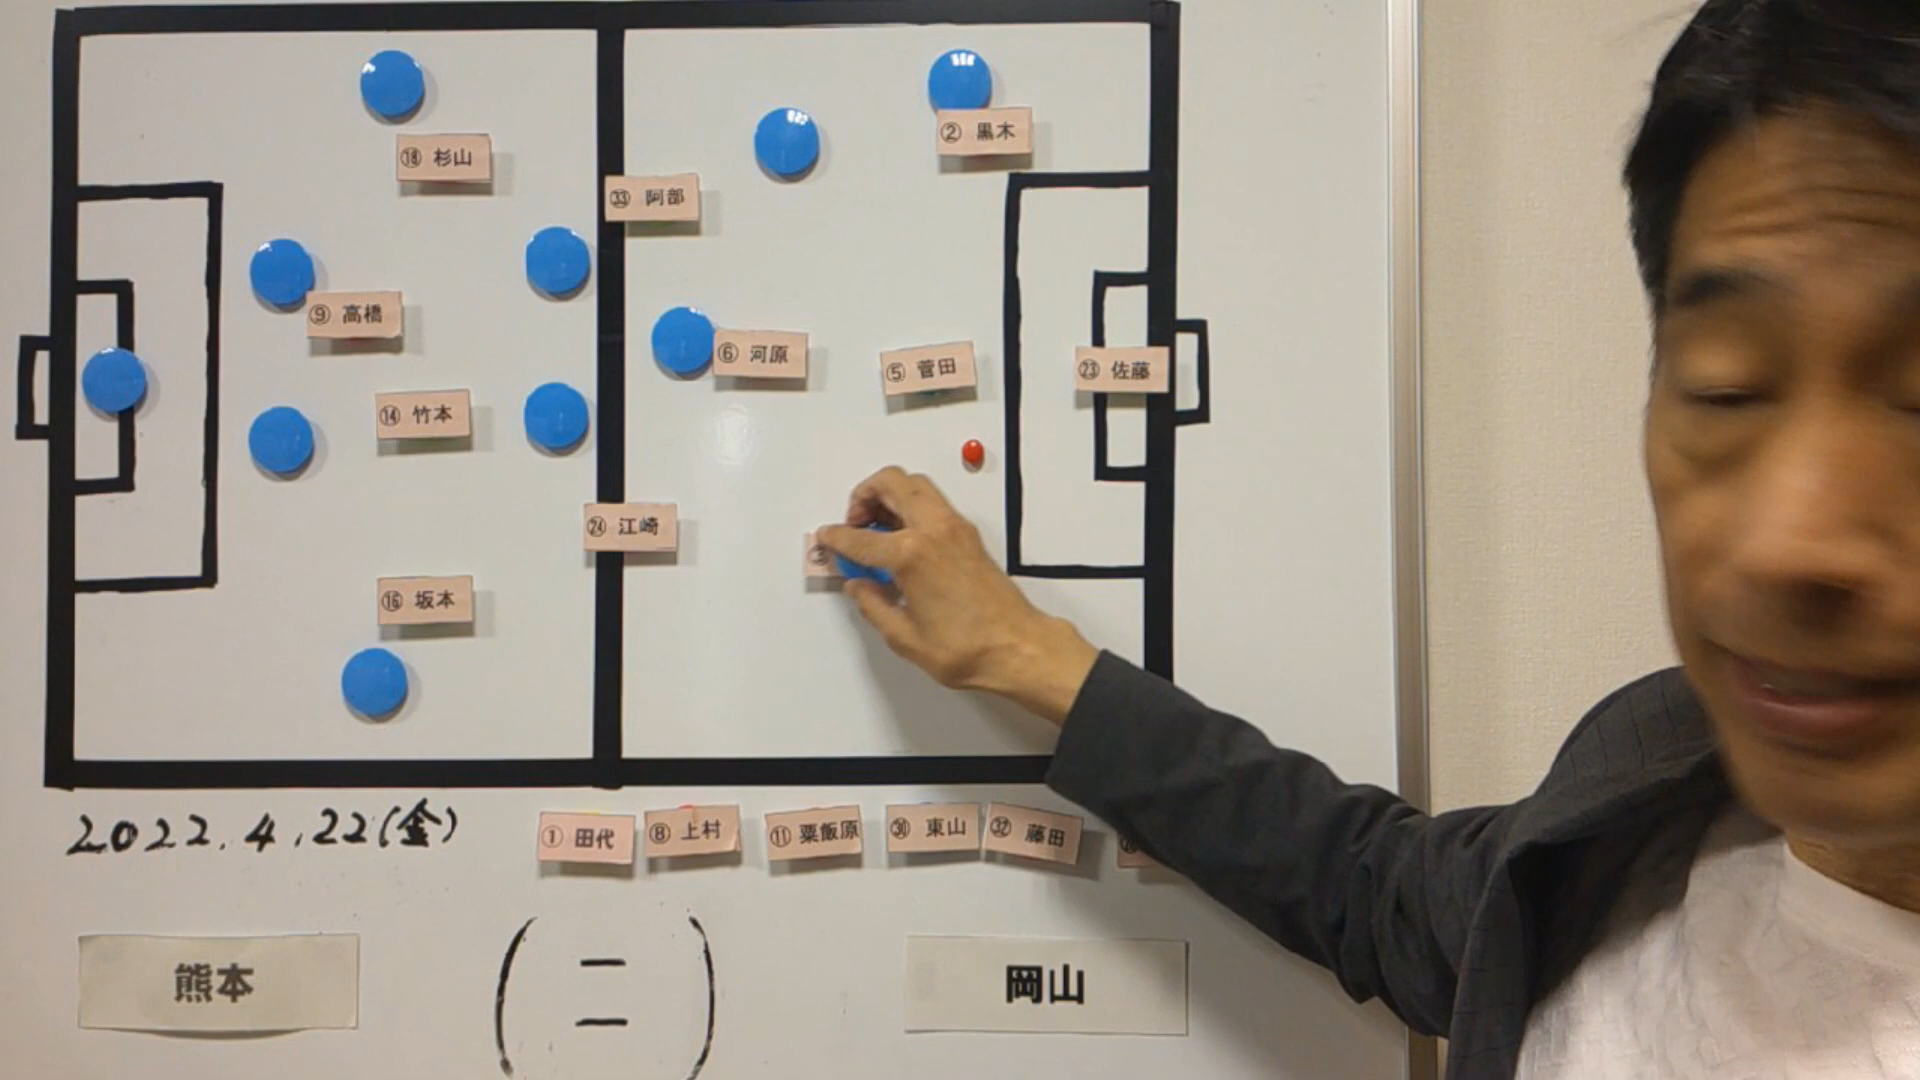 ② 黒木
⑱ 杉山
㉝ 阿部
⑨ 高橋
⑥ 河原
⑤ 菅田
㉓ 佐藤
⑭ 竹本
㉔ 江崎
③
⑯ 坂本
2022.4.22(金)
① 田代
⑧ 上村
⑪ 粟飯原
㉚ 東山
㉜ 藤田
熊本
( — — )
岡山